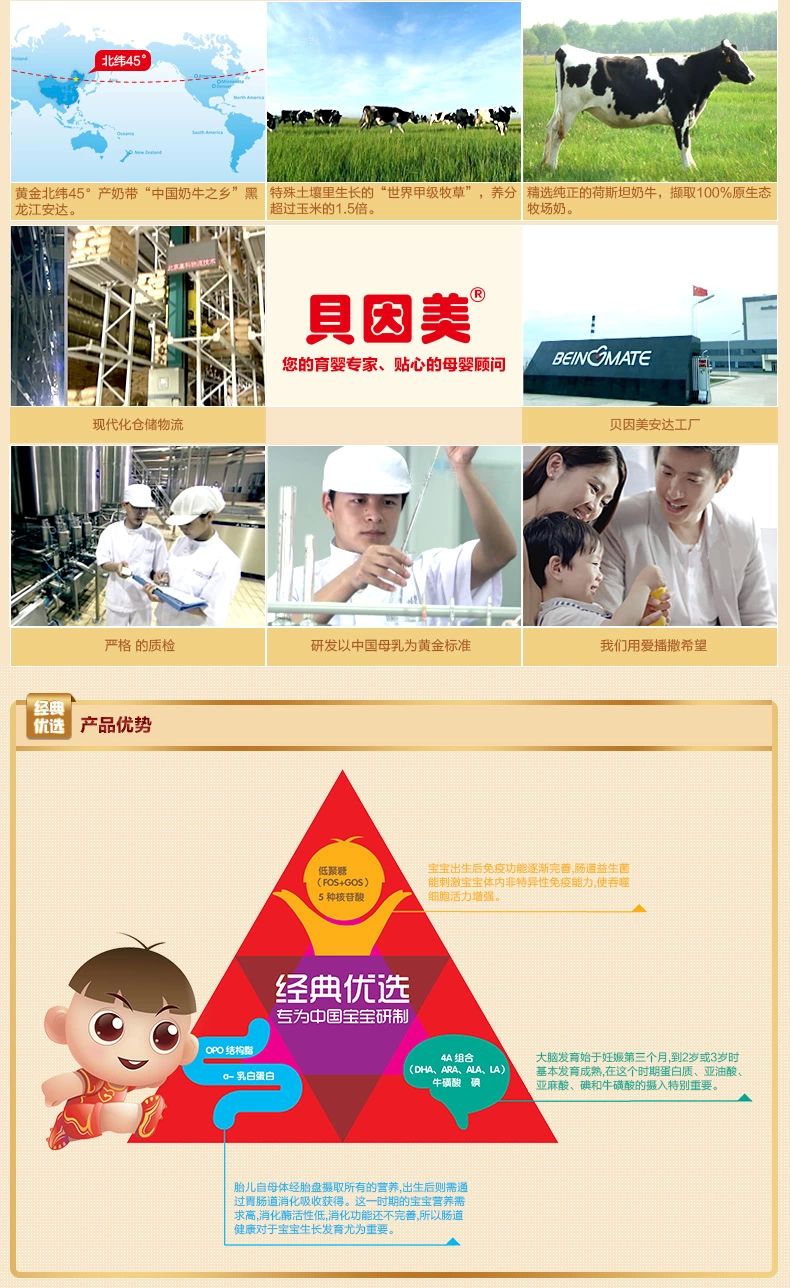 北纬45°
North America
South America
Oceania
New Zealand
黄金北纬45°产奶带“中国奶牛之乡”黑
龙江安达。
特殊土壤里生长的“世界甲级牧草”，养分
超过玉米的1.5倍。
精选纯正的荷斯坦奶牛，撷取100%原生态
牧场奶。
贝因美®
您的育婴专家、贴心的母婴顾问
BEINGMATE
现代化仓储物流
贝因美安达工厂
严格 的质检
研发以中国母乳为黄金标准
我们用爱播撒希望
经典
优选
产品优势
低聚糖
（FOS+GOS）
5 种核苷酸
宝宝出生后免疫功能逐渐完善,肠道益生菌
能刺激宝宝体内非特异性免疫能力,使吞噬
细胞活力增强。
经典优选
专为中国宝宝研制
OPO 结构脂
α- 乳白蛋白
4A 组合
（DHA、ARA、ALA、LA）
牛磺酸 碘
大脑发育始于妊娠第三个月,到2岁或3岁时
基本发育成熟,在这个时期蛋白质、亚油酸、
亚麻酸、碘和牛磺酸的摄入特别重要。
胎儿自母体经胎盘摄取所有的营养,出生后则需通
过胃肠道消化吸收获得。这一时期的宝宝营养需
求高,消化酶活性低,消化功能还不完善,所以肠道
健康对于宝宝生长发育尤为重要。